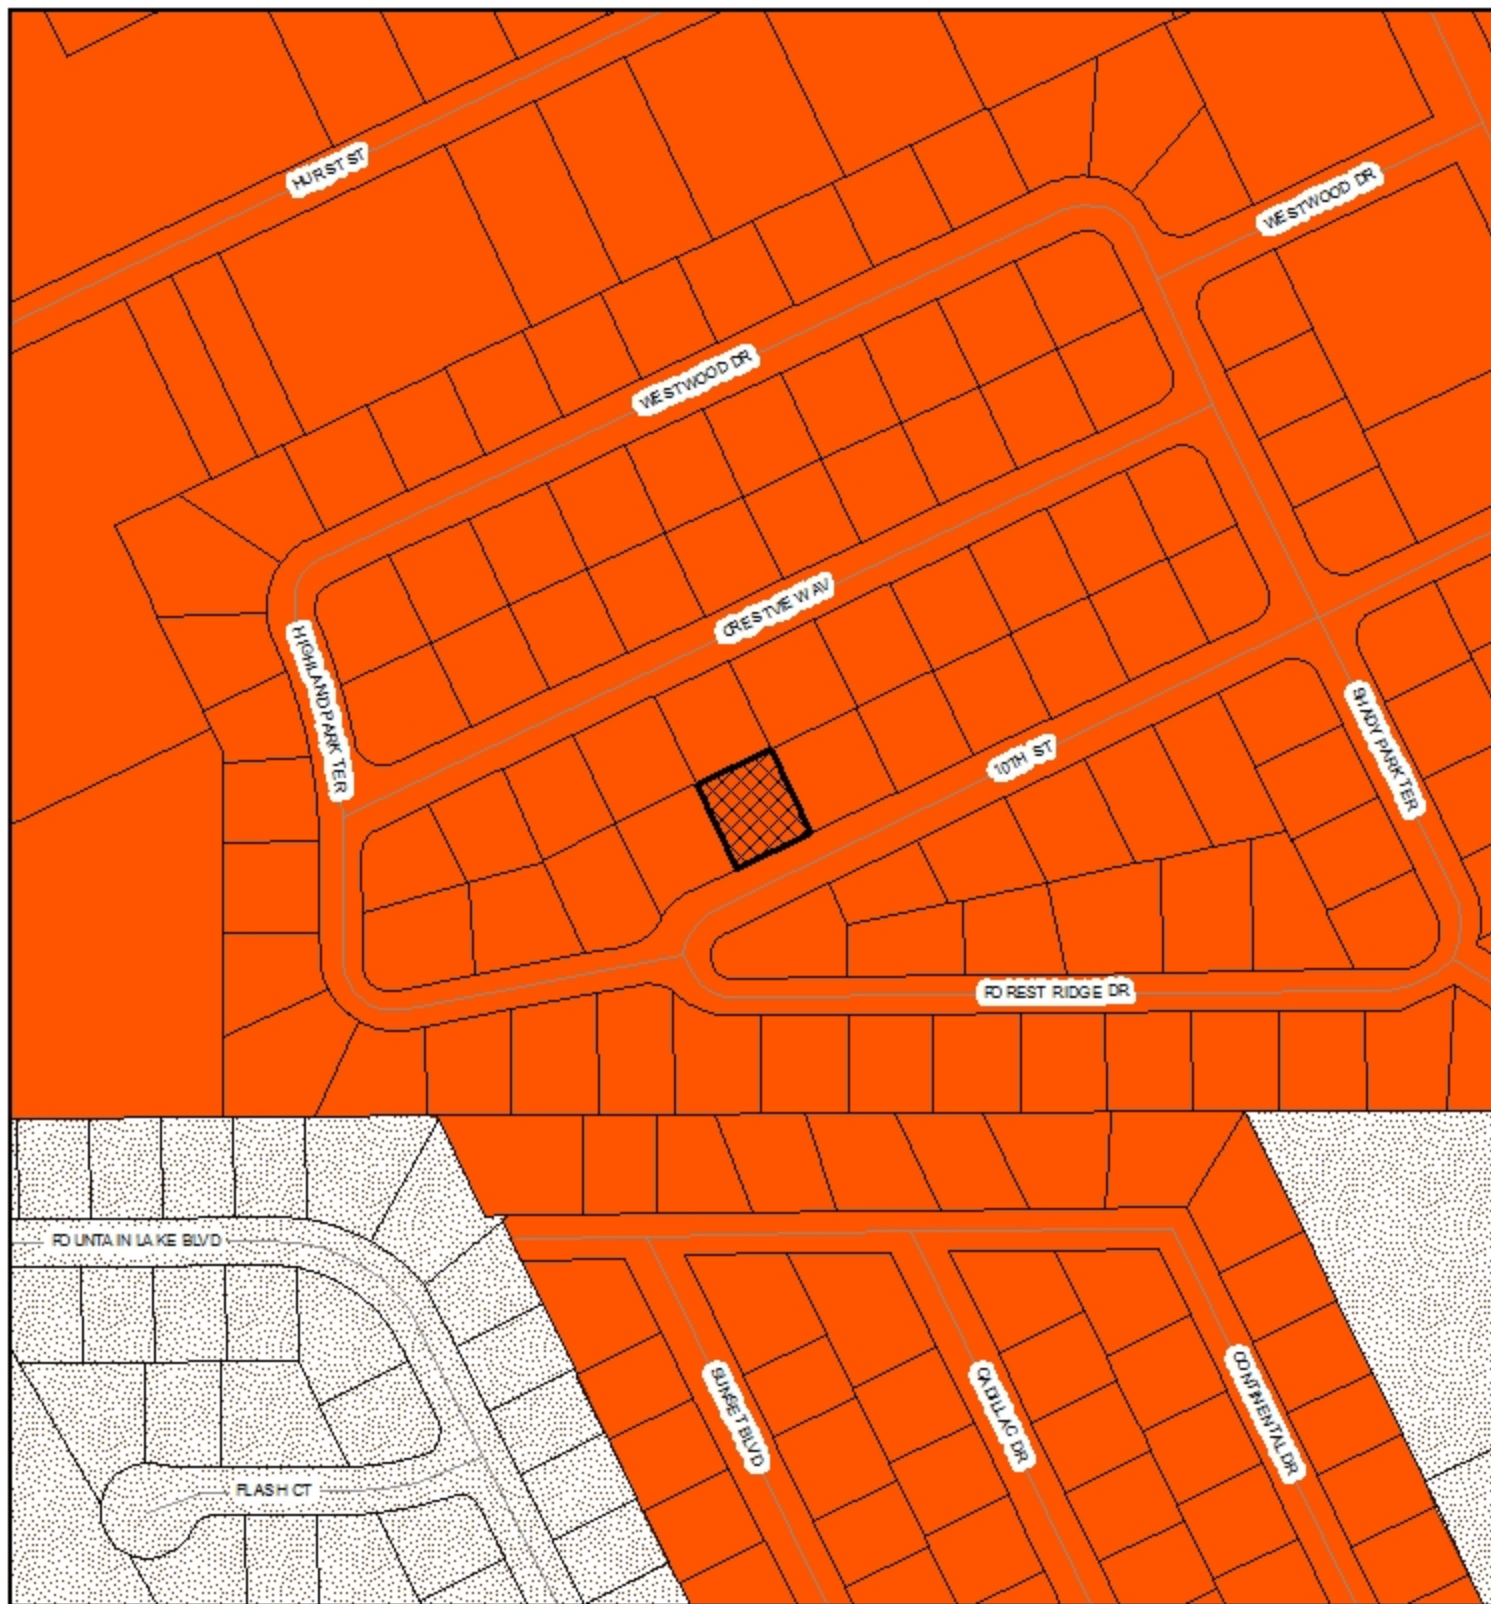 HURST ST
WESTWOOD DR
WESTWOOD DR
CRESTVIEW AV
HIGHLAND PARK TER
SHADY PARK TER
10TH ST
FOREST RIDGE DR
FOUNTAIN LAKE BLVD
SUNSET BLVD
CADILLAC DR
CONTINENTAL DR
FLASH CT